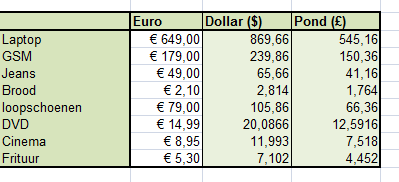 Euro Dollar ($) Pond (£)
Laptop € 649,00 869,66 545,16
GSM € 179,00 239,86 150,36
Jeans € 49,00 65,66 41,16
Brood € 2,10 2,814 1,764
loopschoenen € 79,00 105,86 66,36
DVD € 14,99 20,0866 12,5916
Cinema € 8,95 11,993 7,518
Frituur € 5,30 7,102 4,452